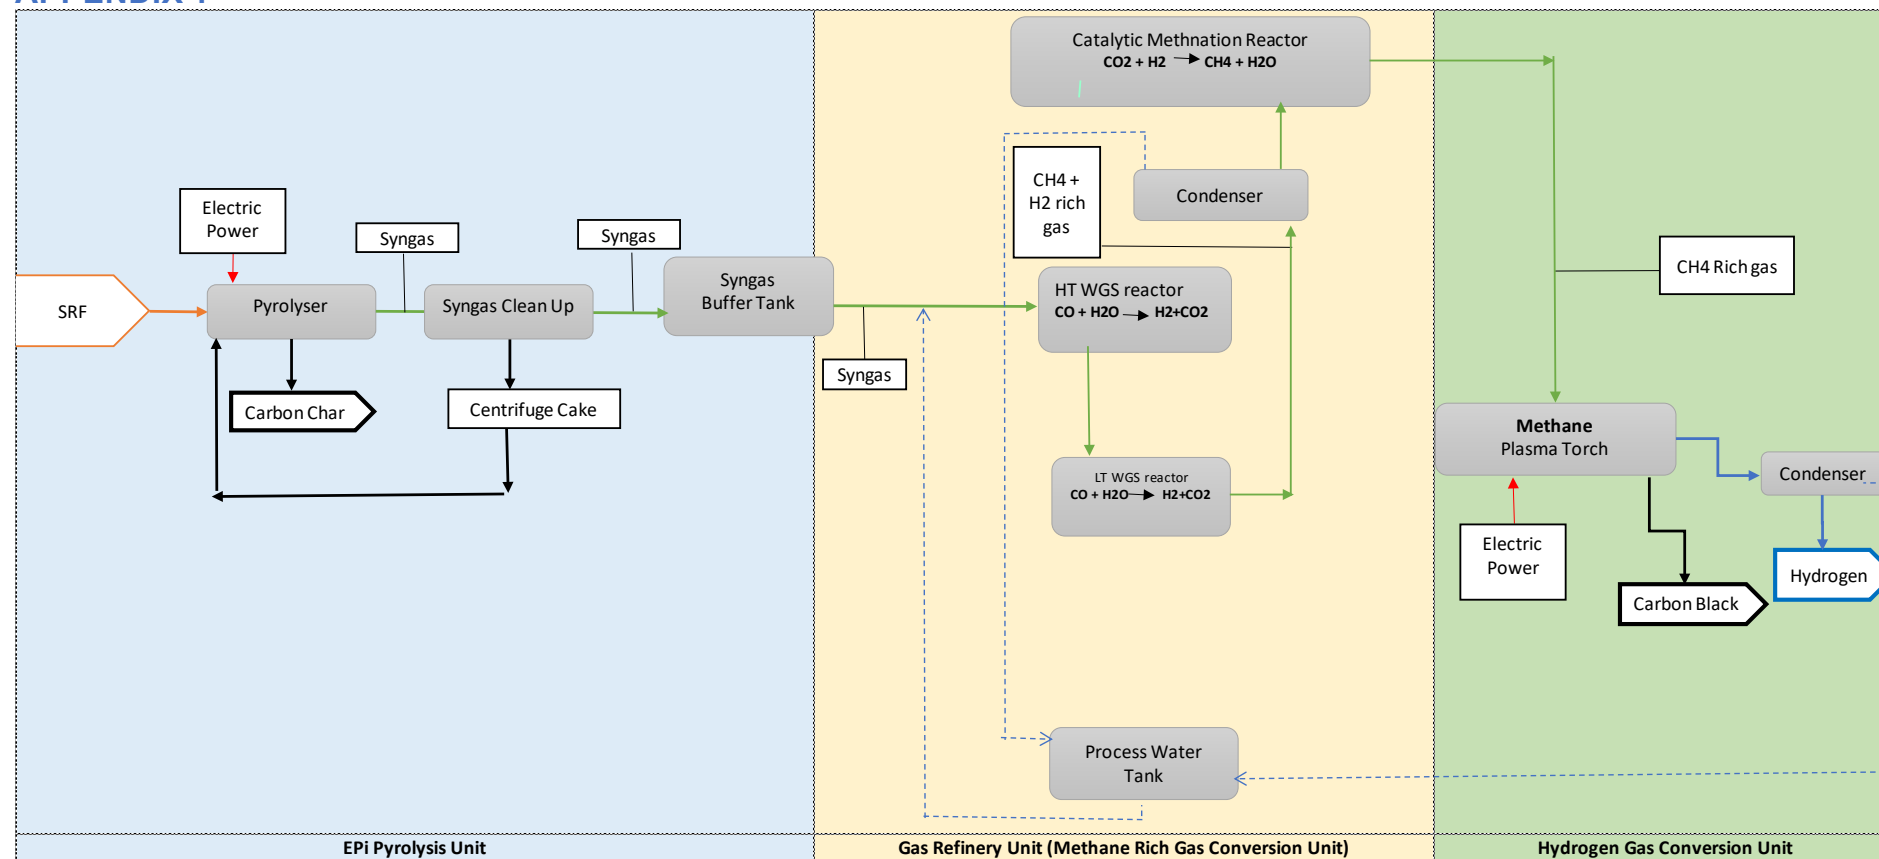 Catalytic Methnation Reactor
CO2 + H2 → CH4 + H2O
CH4 +
H2 rich
gas
Condenser
Electric
Power
Syngas
Syngas
Syngas
Buffer Tank
SRF
Pyrolyser
Syngas Clean Up
HT WGS reactor
CO + H2O → H2+CO2
CH4 Rich gas
Syngas
Carbon Char
Centrifuge Cake
Methane
Plasma Torch
LT WGS reactor
CO + H2O → H2+CO2
Condenser
Electric
Power
Hydrogen
Carbon Black
Process Water
Tank
EPi Pyrolysis Unit
Gas Refinery Unit (Methane Rich Gas Conversion Unit)
Hydrogen Gas Conversion Unit